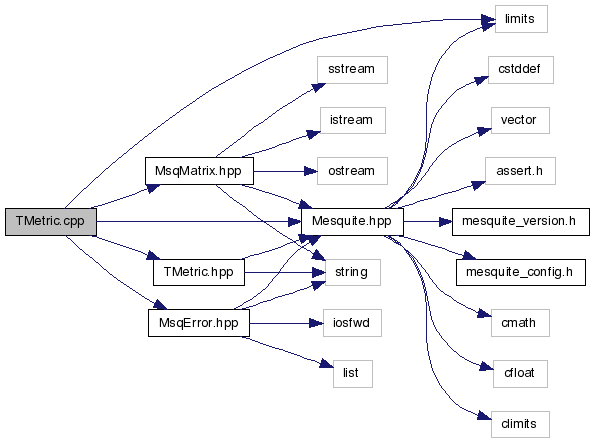 limits
sstream
cstddef
istream
vector
MsqMatrix.hpp
ostream
assert.h
TMetric.cpp
Mesquite.hpp
mesquite_version.h
TMetric.hpp
string
mesquite_config.h
MsqError.hpp
iosfwd
cmath
list
cfloat
climits